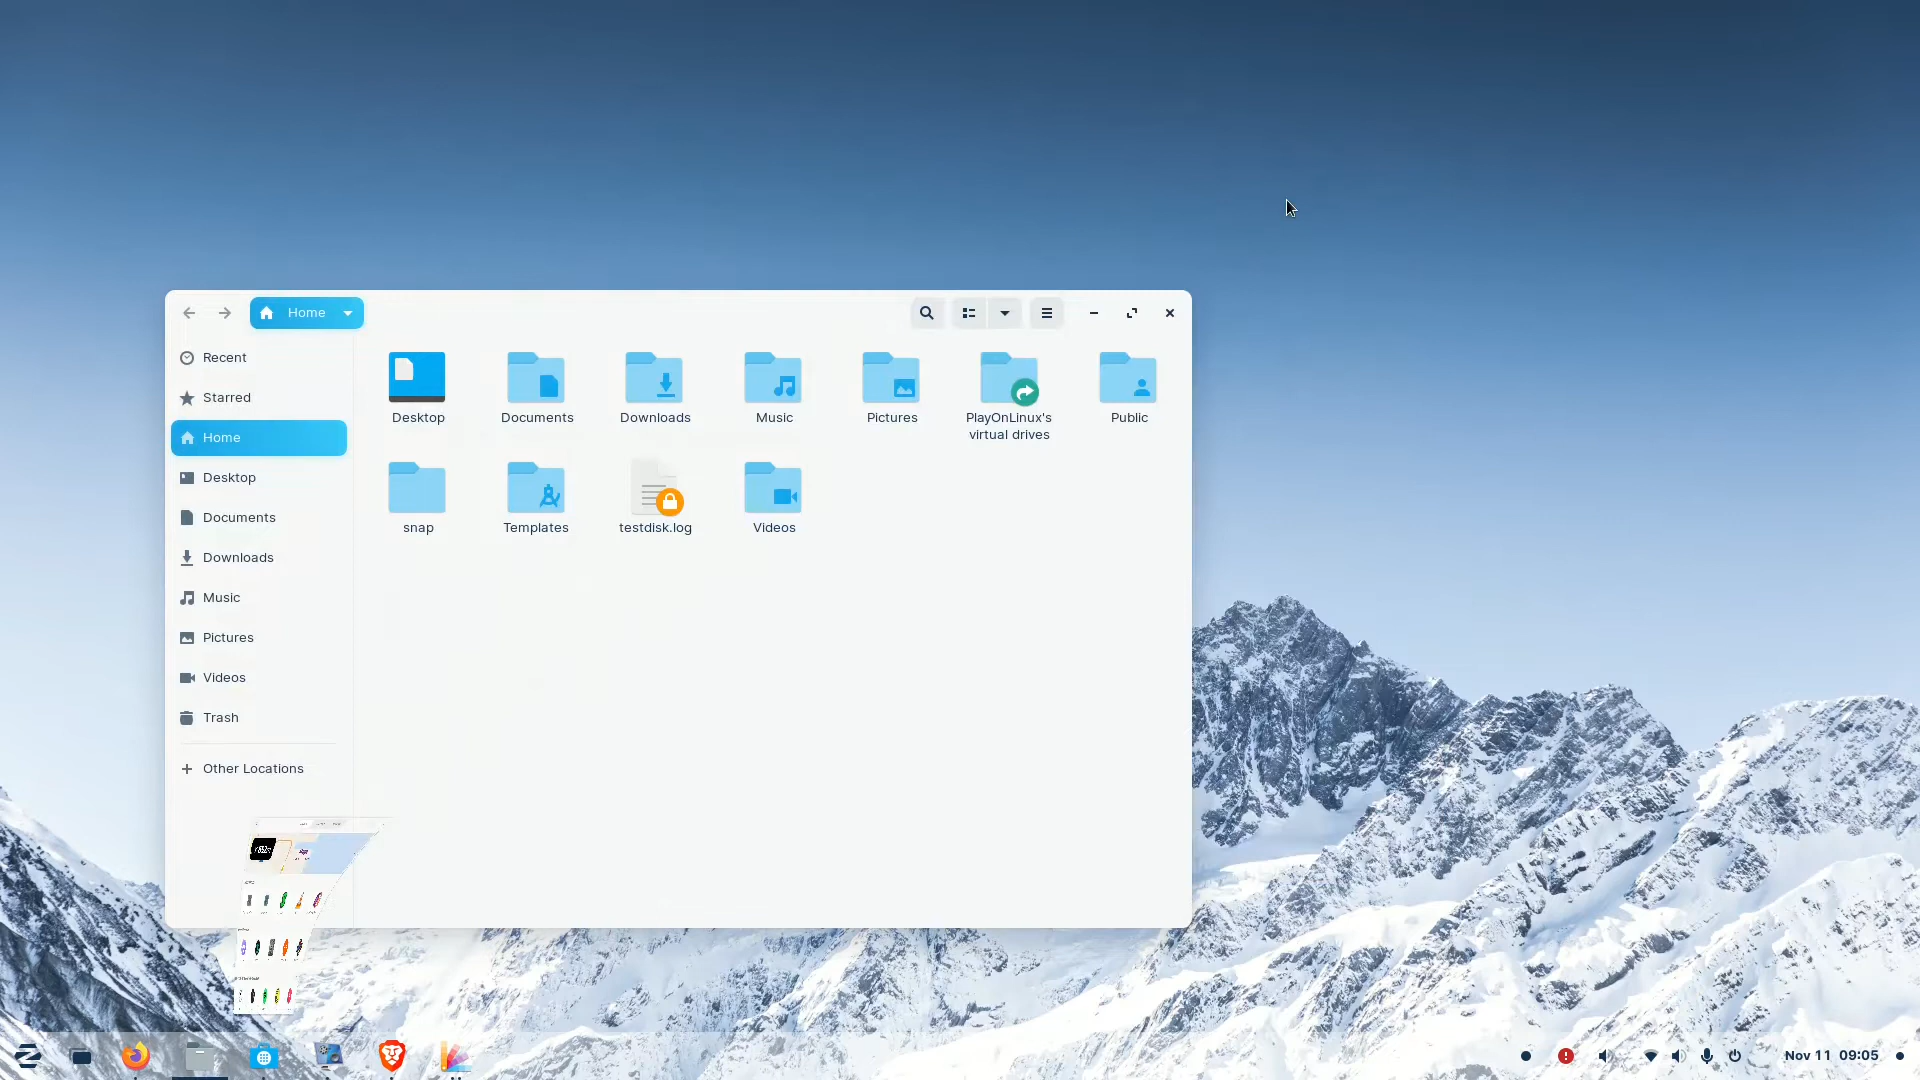 Home
Recent
Starred
Home
Desktop
Documents
Downloads
Music
Pictures
Videos
Trash
Other Locations
Desktop
Documents
Downloads
Music
Pictures
PlayOnLinux's
virtual drives
Public
snap
Templates
testdisk.log
Videos
Nov 11 09:05